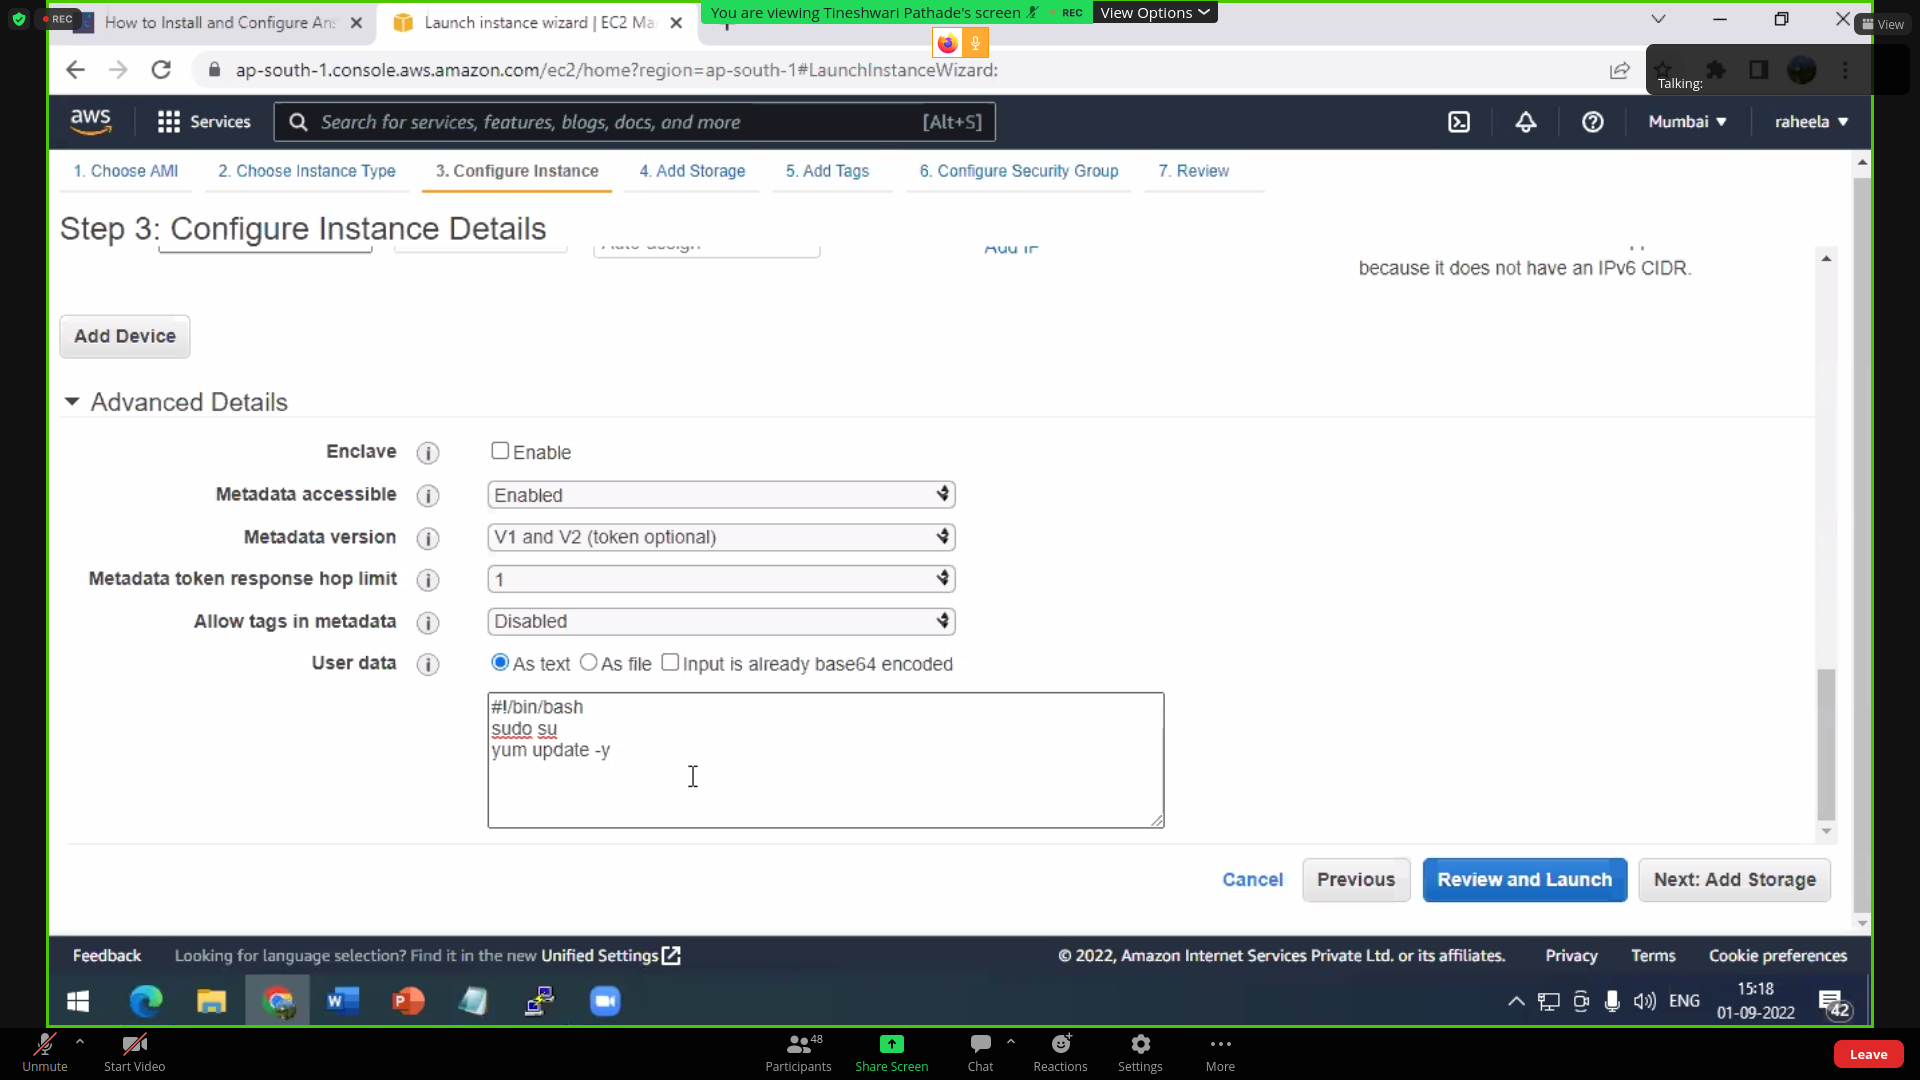 REC
How to Install and Configure An
Launch instance wizard | EC2 Ma
You are viewing Tineshwari Pathade's screen
REC
View Options
View
ap-south-1.console.aws.amazon.com/ec2/home?region=ap-south-1#LaunchInstanceWizard:
Talking:
aws
Services
Search for services, features, blogs, docs, and more
[Alt+S]
Mumbai
raheela
1. Choose AMI
2. Choose Instance Type
3. Configure Instance
4. Add Storage
5. Add Tags
6. Configure Security Group
7. Review
Step 3: Configure Instance Details
Add IP
because it does not have an IPv6 CIDR.
Add Device
Advanced Details
Enclave
Enable
Metadata accessible
Enabled
Metadata version
V1 and V2 (token optional)
Metadata token response hop limit
1
Allow tags in metadata
Disabled
User data
As text
As file
Input is already base64 encoded
#!/bin/bash
sudo su
yum update -y
Cancel
Previous
Review and Launch
Next: Add Storage
Feedback
Looking for language selection? Find it in the new Unified Settings
© 2022, Amazon Internet Services Private Ltd. or its affiliates.
Privacy
Terms
Cookie preferences
ENG
15:18
01-09-2022
42
Unmute
Start Video
48
Participants
Share Screen
Chat
Reactions
Settings
More
Leave